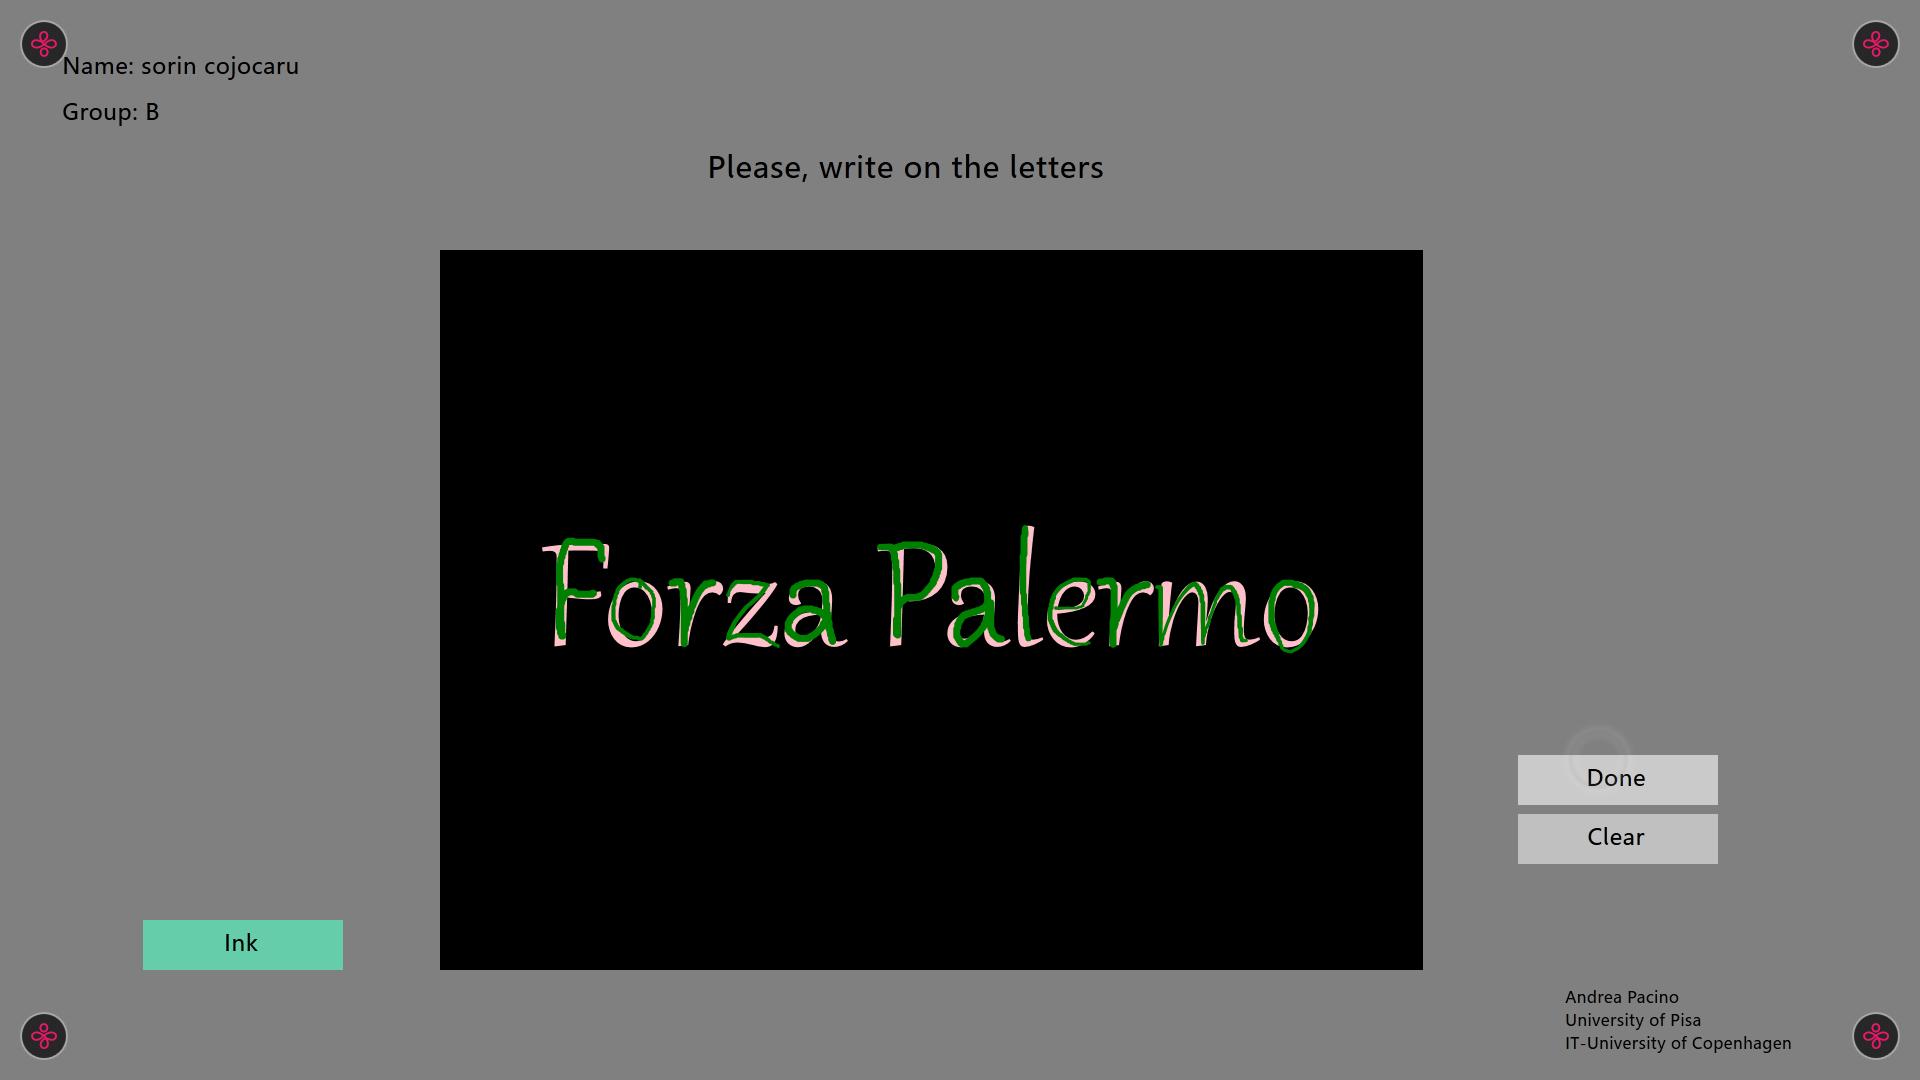 Name: sorin cojocaru
Group: B
Please, write on the letters
Forza Palermo
Done
Clear
Ink
Andrea Pacino
University of Pisa
IT-University of Copenhagen